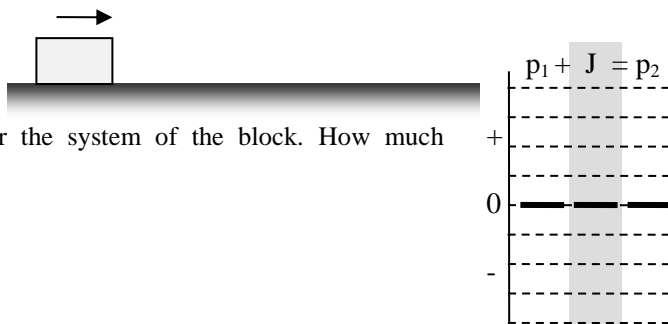 p₁ + J = p₂
r the system of the block. How much
+
0
-